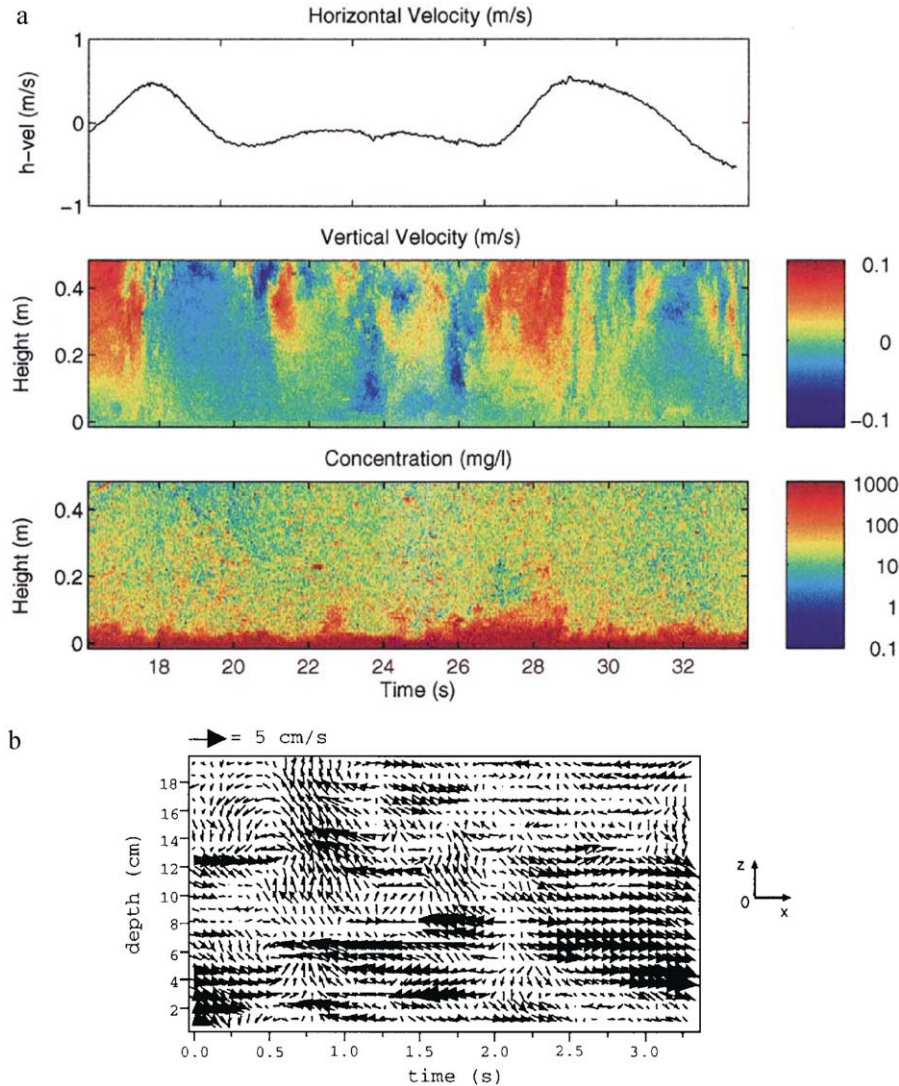 a
Horizontal Velocity (m/s)
h-vel (m/s)
1
0
−1
Vertical Velocity (m/s)
Height (m)
0.4
0.2
0
0.1
0
−0.1
Concentration (mg/l)
Height (m)
0.4
0.2
0
1000
100
10
1
0.1
18 20 22 24 26 28 30 32
Time (s)
b
= 5 cm/s
depth (cm)
18
16
14
12
10
8
6
4
2
0.0 0.5 1.0 1.5 2.0 2.5 3.0
time (s)
z
0
x